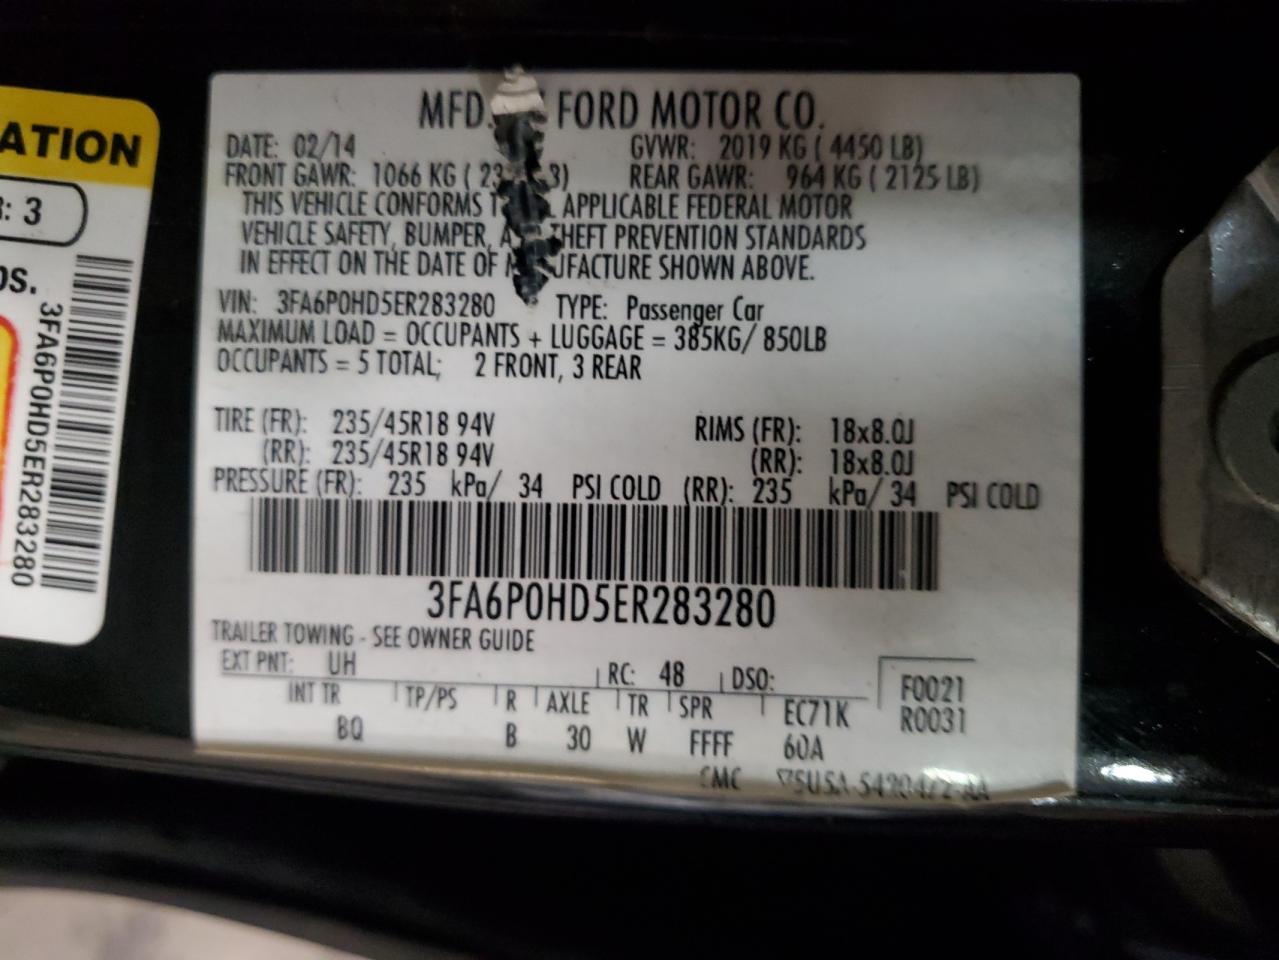 ATION
: 3
OS.
3FA6P0HD5ER283280
MFD. FORD MOTOR CO.
DATE: 02/14 GVWR: 2019 KG ( 4450 LB)
FRONT GAWR: 1066 KG ( 23 B) REAR GAWR: 964 KG ( 2125 LB)
THIS VEHICLE CONFORMS APPLICABLE FEDERAL MOTOR
VEHICLE SAFETY, BUMPER, THEFT PREVENTION STANDARDS
IN EFFECT ON THE DATE OF UFACTURE SHOWN ABOVE.
VIN: 3FA6P0HD5ER283280 TYPE: Passenger Car
MAXIMUM LOAD = OCCUPANTS + LUGGAGE = 385KG/ 850LB
OCCUPANTS = 5 TOTAL; 2 FRONT, 3 REAR
TIRE (FR): 235/45R18 94V RIMS (FR): 18x8.0J
(RR): 235/45R18 94V (RR): 18x8.0J
PRESSURE (FR): 235 kPa/ 34 PSI COLD (RR): 235 kPa/ 34 PSI COLD
3FA6P0HD5ER283280
TRAILER TOWING - SEE OWNER GUIDE
EXT PNT: UH RC: 48 DSO: F0021
INT TR TP/PS R AXLE TR SPR EC71K R0031
BQ B 30 W FFFF 60A